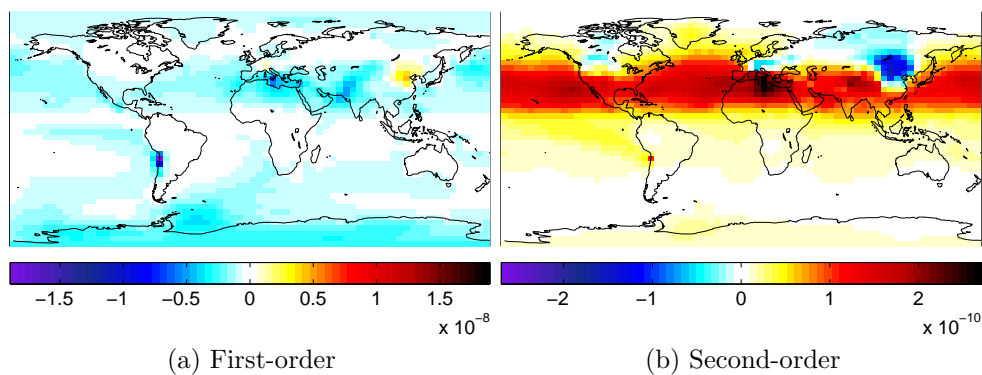 −1.5 −1 −0.5 0 0.5 1 1.5
x 10⁻⁸
(a) First-order
−2 −1 0 1 2
x 10⁻¹⁰
(b) Second-order